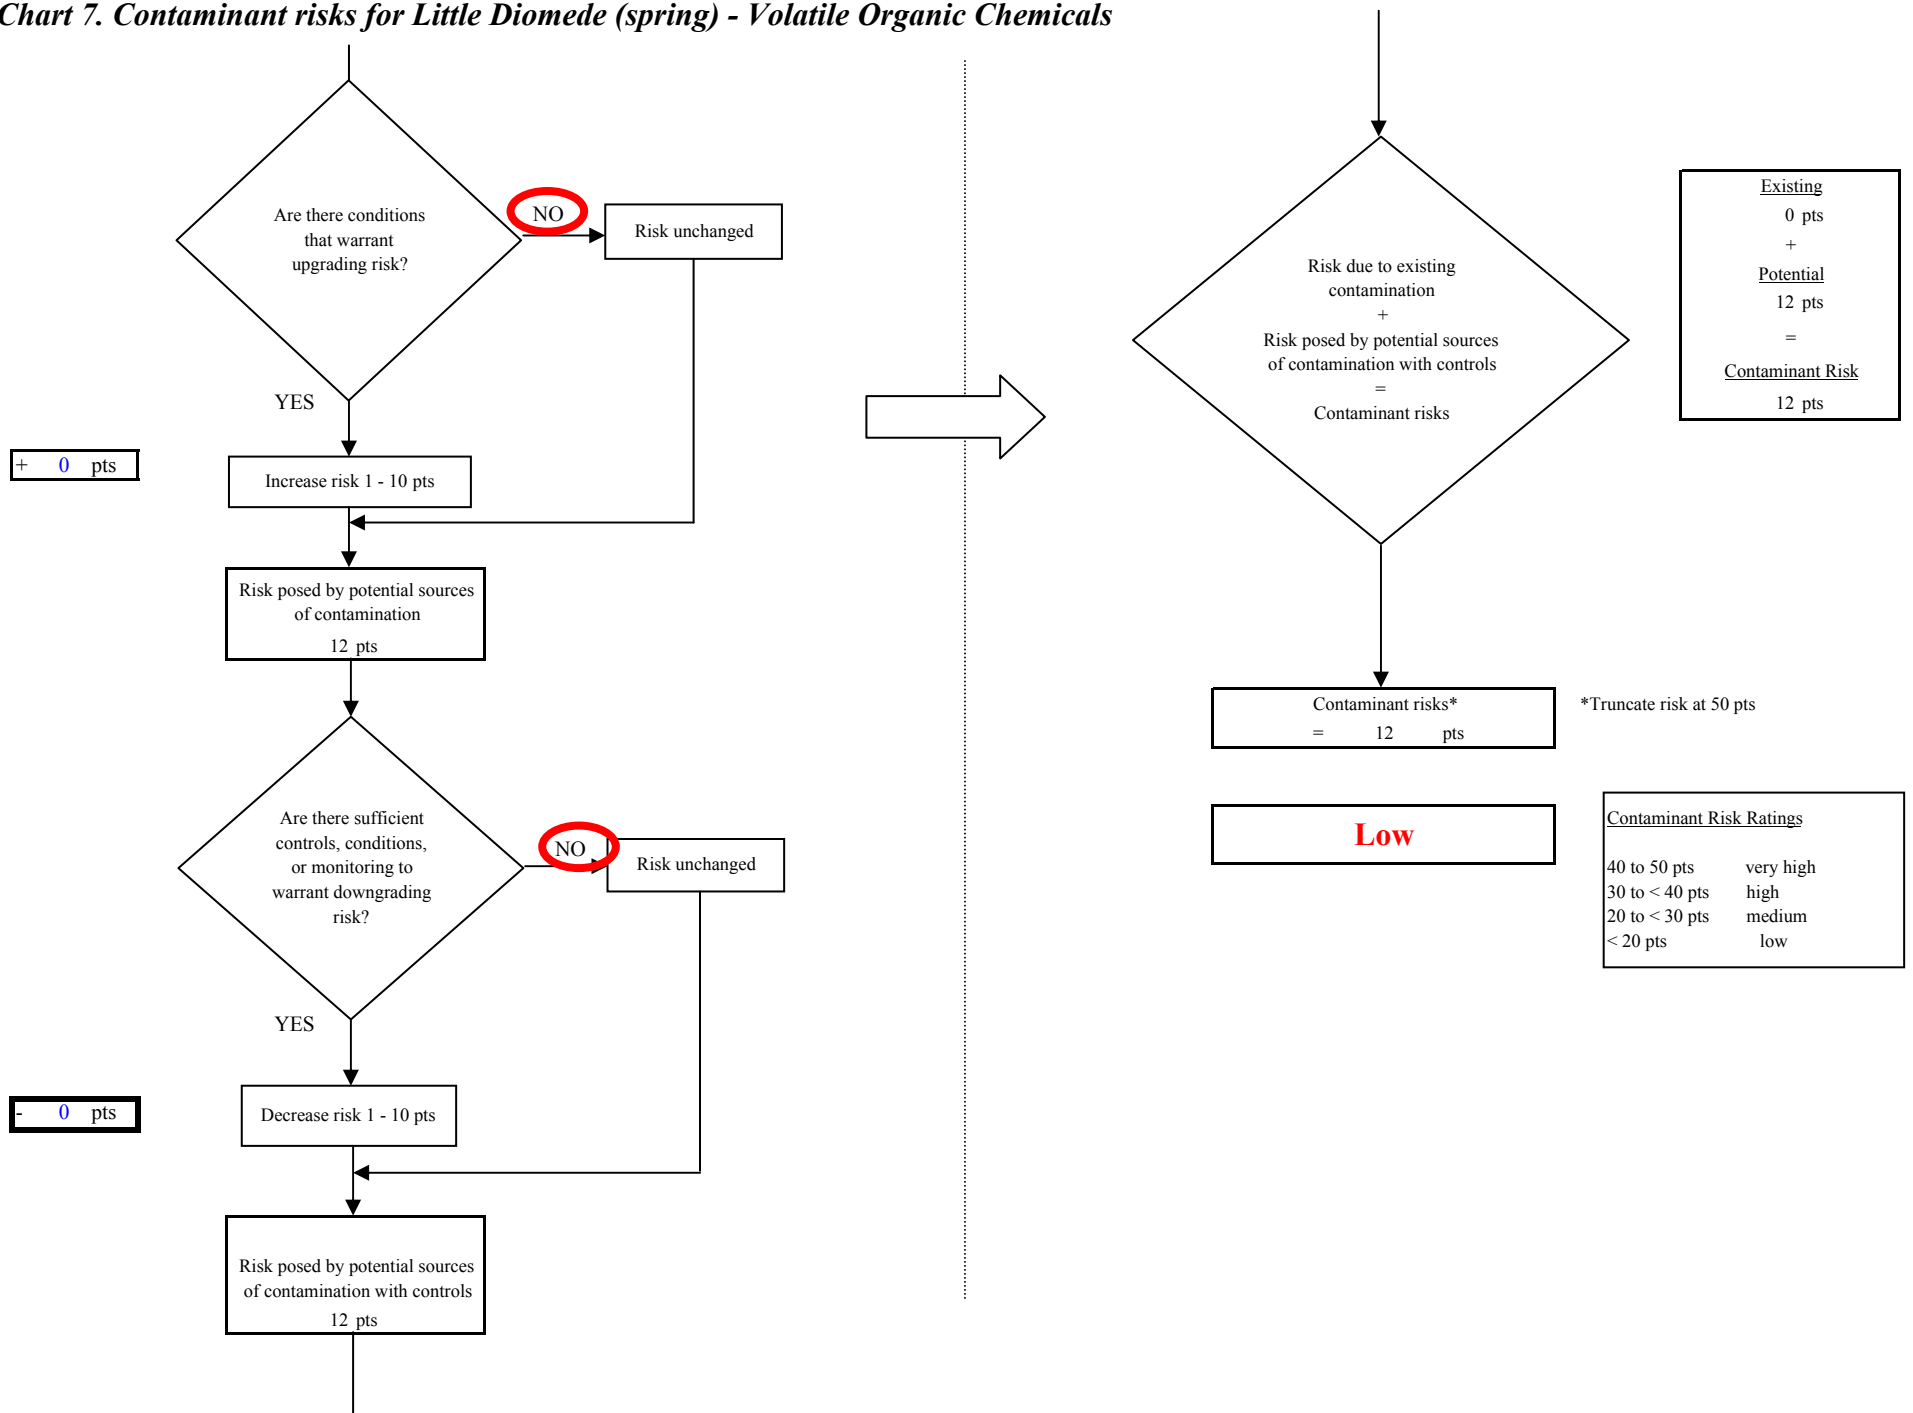 Chart 7. Contaminant risks for Little Diomede (spring) - Volatile Organic Chemicals
Are there conditions
that warrant
upgrading risk?
NO
Risk unchanged
YES
+ 0 pts
Increase risk 1 - 10 pts
Risk posed by potential sources
of contamination
12 pts
Are there sufficient
controls, conditions,
or monitoring to
warrant downgrading
risk?
NO
Risk unchanged
YES
- 0 pts
Decrease risk 1 - 10 pts
Risk posed by potential sources
of contamination with controls
12 pts
Risk due to existing
contamination
+
Risk posed by potential sources
of contamination with controls
=
Contaminant risks
Existing
0 pts
+
Potential
12 pts
=
Contaminant Risk
12 pts
Contaminant risks*
= 12 pts
*Truncate risk at 50 pts
Low
Contaminant Risk Ratings
40 to 50 pts very high
30 to < 40 pts high
20 to < 30 pts medium
< 20 pts low